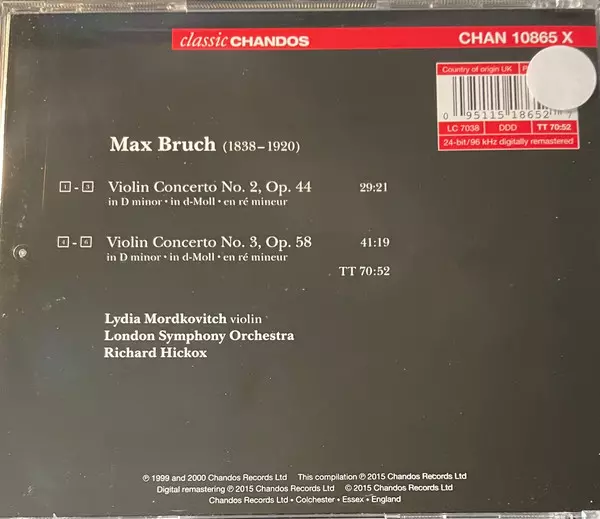 classic CHANDOS
CHAN 10865 X
Country of origin UK
0 95115 18652
LC 7038 DDD TT 70:52
24-bit/96 kHz digitally remastered
Max Bruch (1838–1920)
1 - 3 Violin Concerto No. 2, Op. 44 29:21
in D minor · in d-Moll · en ré mineur
4 - 6 Violin Concerto No. 3, Op. 58 41:19
in D minor · in d-Moll · en ré mineur
TT 70:52
Lydia Mordkovitch violin
London Symphony Orchestra
Richard Hickox
℗ 1999 and 2000 Chandos Records Ltd This compilation ℗ 2015 Chandos Records Ltd
Digital remastering ℗ 2015 Chandos Records Ltd © 2015 Chandos Records Ltd
Chandos Records Ltd • Colchester • Essex • England